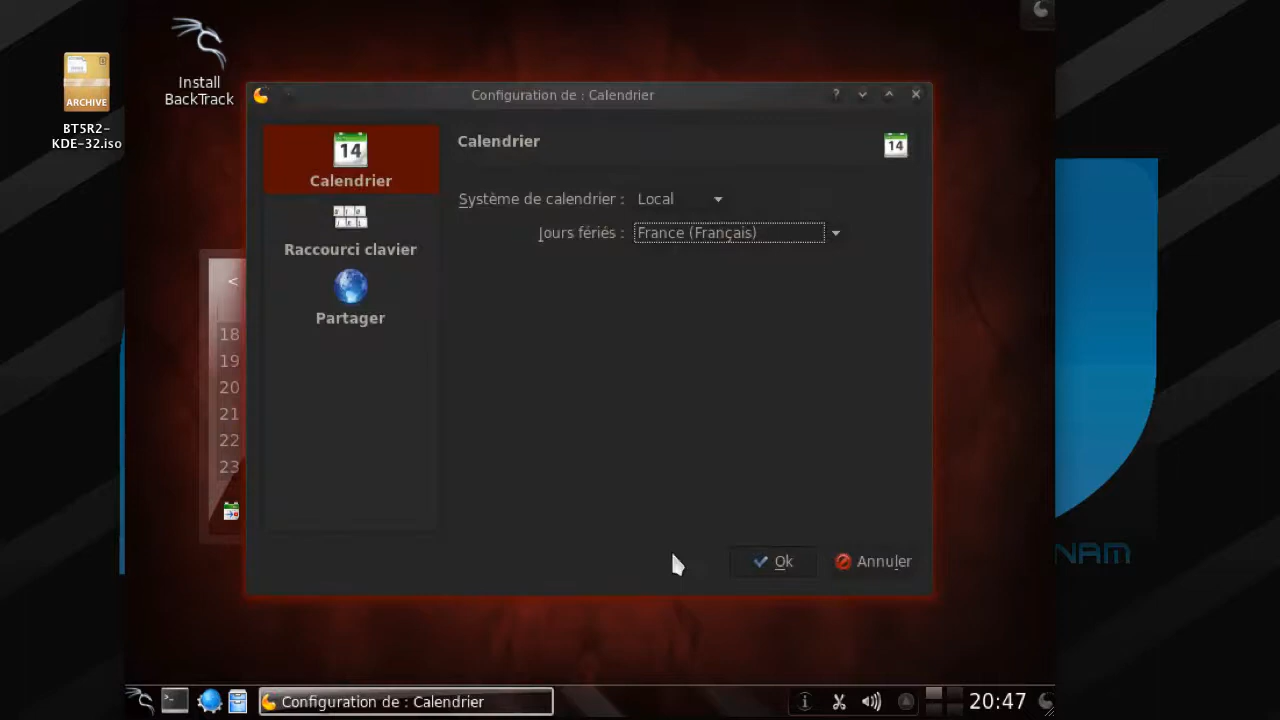 Install
BackTrack
ARCHIVE
BT5R2-
KDE-32.iso
Configuration de : Calendrier
?
14
Calendrier
Raccourci clavier
Partager
Calendrier
14
Système de calendrier : Local
Jours fériés : France (Français)
Ok
Annuler
<
18
19
20
21
22
23
NAM
Configuration de : Calendrier
20:47